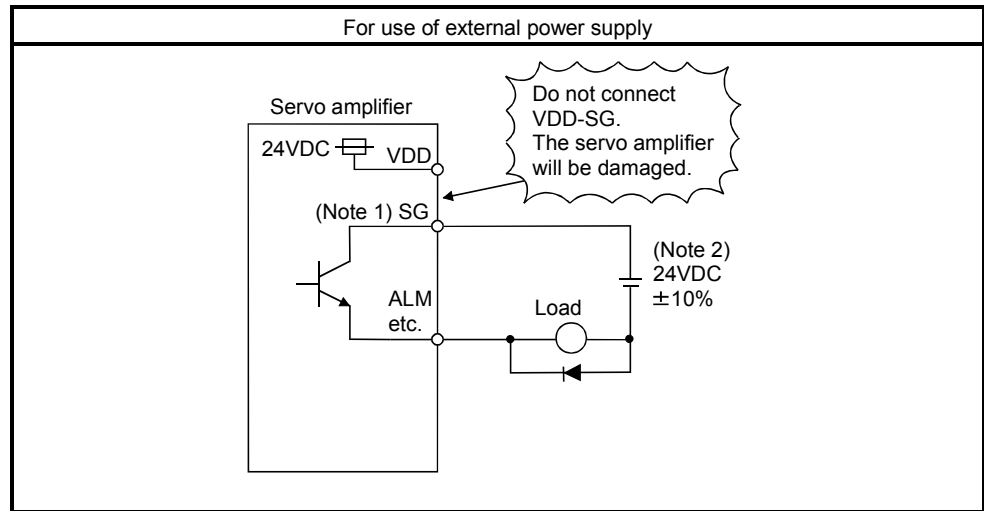 For use of external power supply
Do not connect
VDD-SG.
The servo amplifier
will be damaged.
Servo amplifier
24VDC
VDD
(Note 1) SG
(Note 2)
24VDC
±10%
ALM
etc.
Load